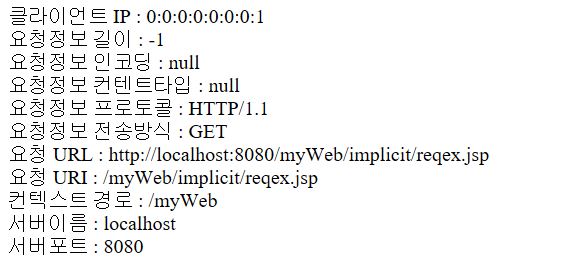 클라이언트 IP : 0:0:0:0:0:0:0:1
요청정보 길이 : -1
요청정보 인코딩 : null
요청정보 컨텐트타입 : null
요청정보 프로토콜 : HTTP/1.1
요청정보 전송방식 : GET
요청 URL : http://localhost:8080/myWeb/implicit/reqex.jsp
요청 URI : /myWeb/implicit/reqex.jsp
컨텍스트 경로 : /myWeb
서버이름 : localhost
서버포트 : 8080